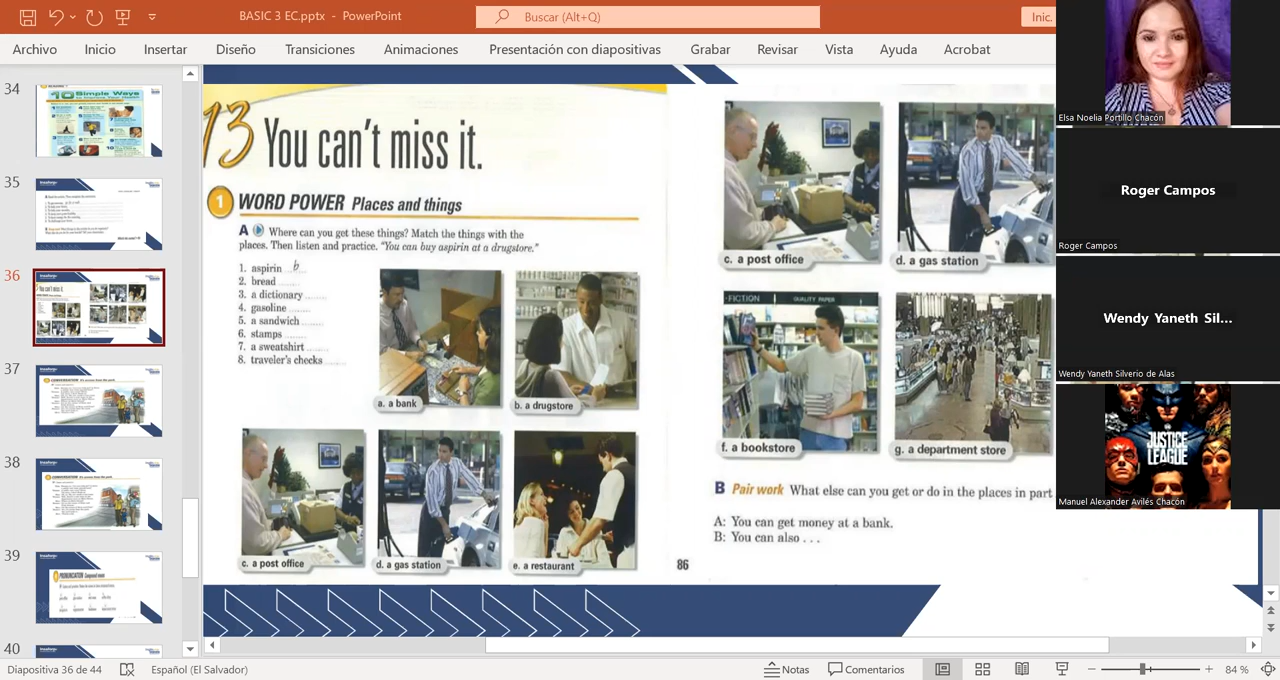 BASIC 3 EC.pptx - PowerPoint
Buscar (Alt+Q)
Inic.
Archivo Inicio Insertar Diseño Transiciones Animaciones Presentación con diapositivas Grabar Revisar Vista Ayuda Acrobat
34
10 Simple Ways
35
36
37
38
39
40
13 You can't miss it.
1 WORD POWER Places and things
A Where can you get these things? Match the things with the
places. Then listen and practice. "You can buy aspirin at a drugstore."
1. aspirin b
2. bread ......
3. a dictionary ......
4. gasoline ......
5. a sandwich ......
6. stamps ......
7. a sweatshirt ......
8. traveler's checks ......
a. a bank
b. a drugstore
c. a post office
d. a gas station
e. a restaurant
c. a post office
d. a gas station
FICTION QUALITY PAPER
f. a bookstore
g. a department store
B Pair work What else can you get or do in the places in part
A: You can get money at a bank.
B: You can also . . .
86
Elsa Noelia Portillo Chacón
Roger Campos
Roger Campos
Wendy Yaneth Sil...
Wendy Yaneth Silverio de Alas
JUSTICE
LEAGUE
Manuel Alexander Avilés Chacón
Diapositiva 36 de 44 Español (El Salvador) Notas Comentarios 84 %